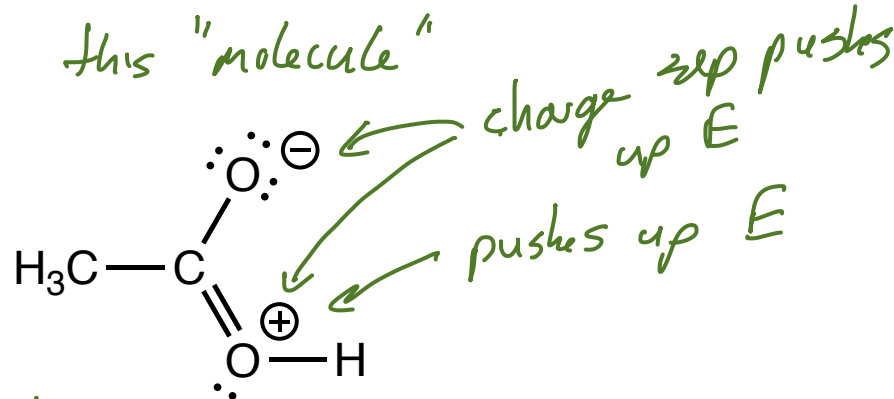 this "molecule"
charge sep pushes
up E
pushes up E
O ⊖
H₃C C
⊕
O H